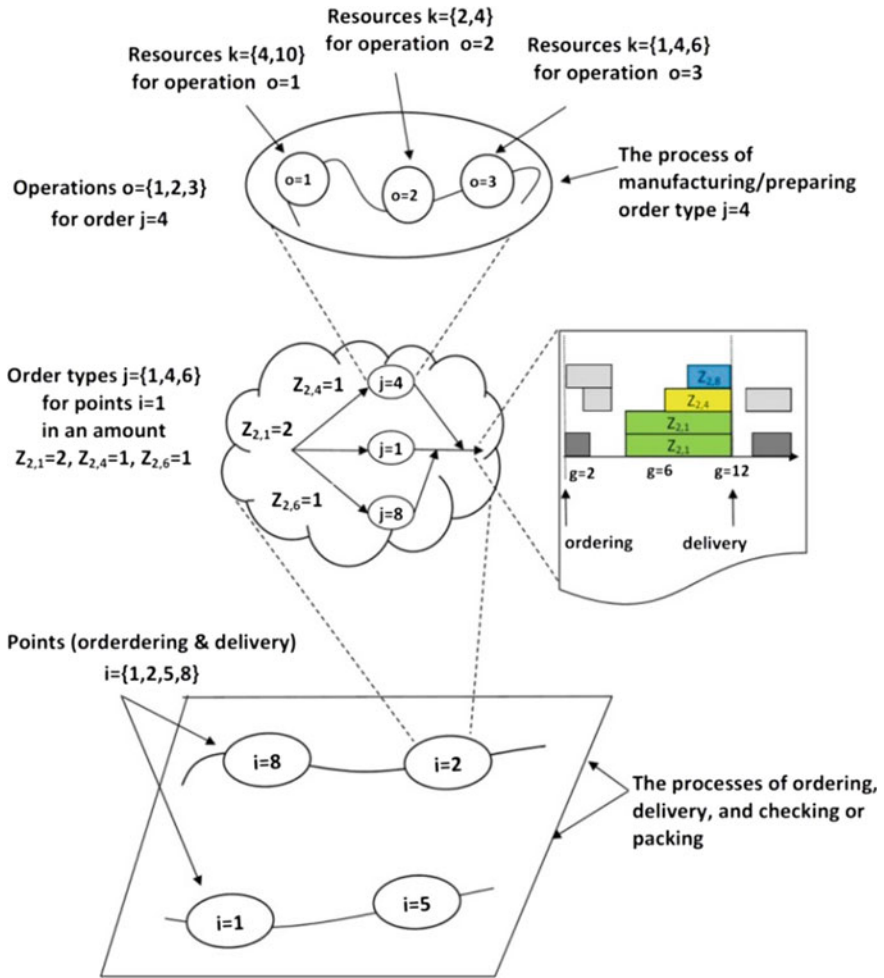 Resources k={2,4}
for operation o=2
Resources k={4,10}
for operation o=1
Resources k={1,4,6}
for operation o=3
o=1
o=2
o=3
Operations o={1,2,3}
for order j=4
The process of
manufacturing/preparing
order type j=4
Order types j={1,4,6}
for points i=1
in an amount
Z2,1=2, Z2,4=1, Z2,6=1
Z2,4=1
j=4
Z2,1=2
j=1
Z2,6=1
j=8
Z2,8
Z2,4
Z2,1
Z2,1
g=2
g=6
g=12
ordering
delivery
Points (orderdering & delivery)
i={1,2,5,8}
i=8
i=2
The processes of ordering,
delivery, and checking or
packing
i=1
i=5